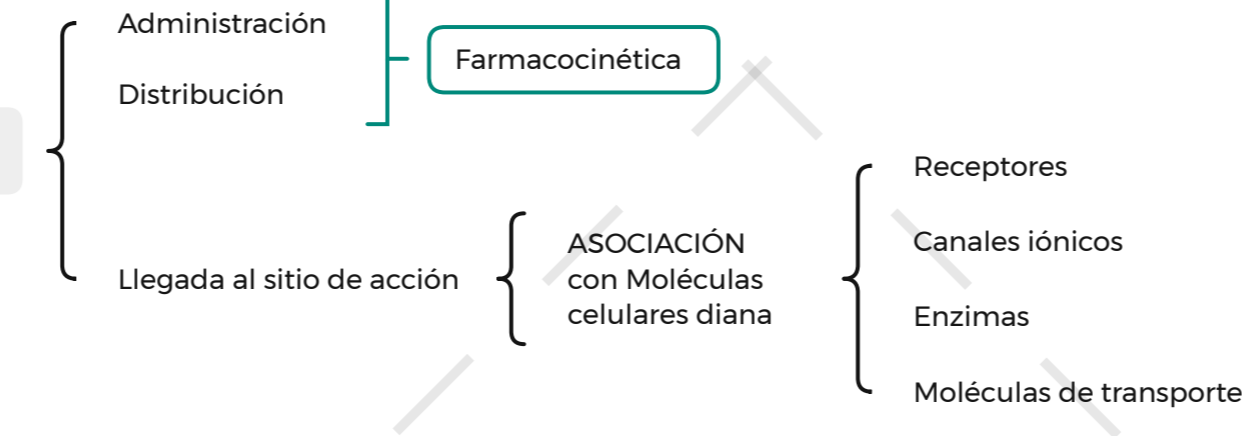 Administración
Farmacocinética
Distribución
Receptores
ASOCIACIÓN
Canales iónicos
Llegada al sitio de acción
con Moléculas
celulares diana
Enzimas
Moléculas de transporte